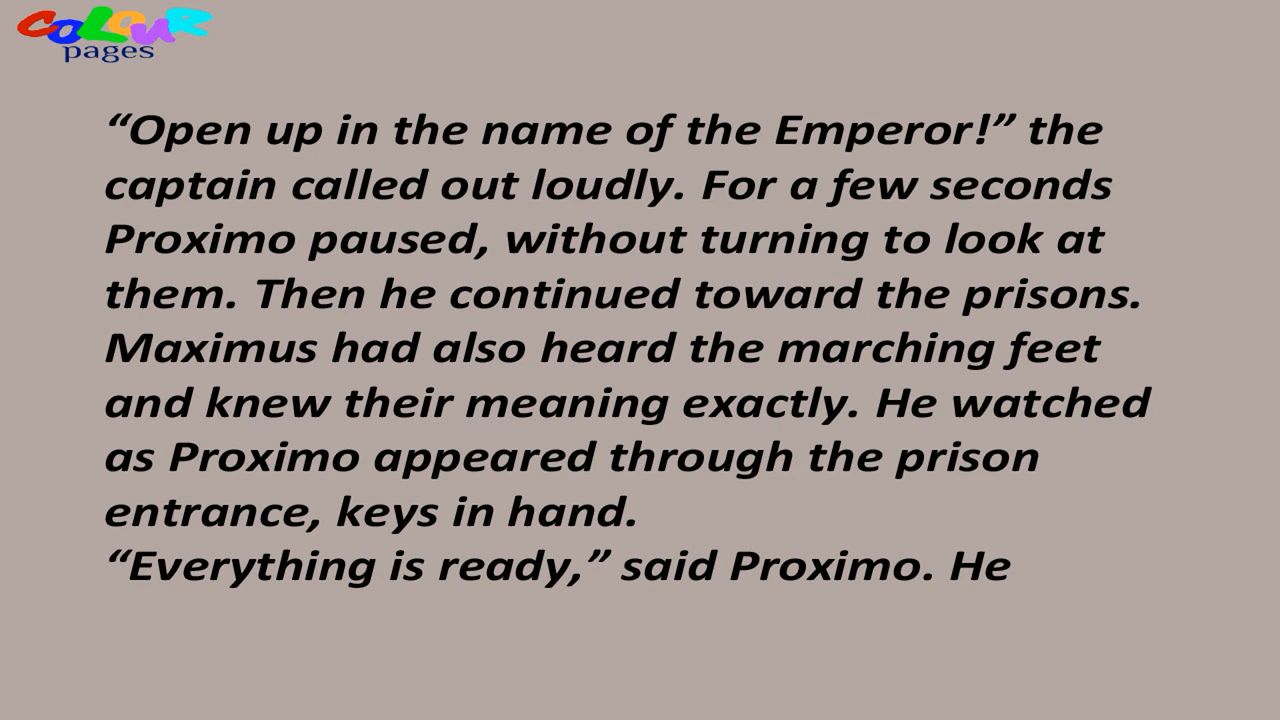 COLOUR
pages
“Open up in the name of the Emperor!” the
captain called out loudly. For a few seconds
Proximo paused, without turning to look at
them. Then he continued toward the prisons.
Maximus had also heard the marching feet
and knew their meaning exactly. He watched
as Proximo appeared through the prison
entrance, keys in hand.
“Everything is ready,” said Proximo. He